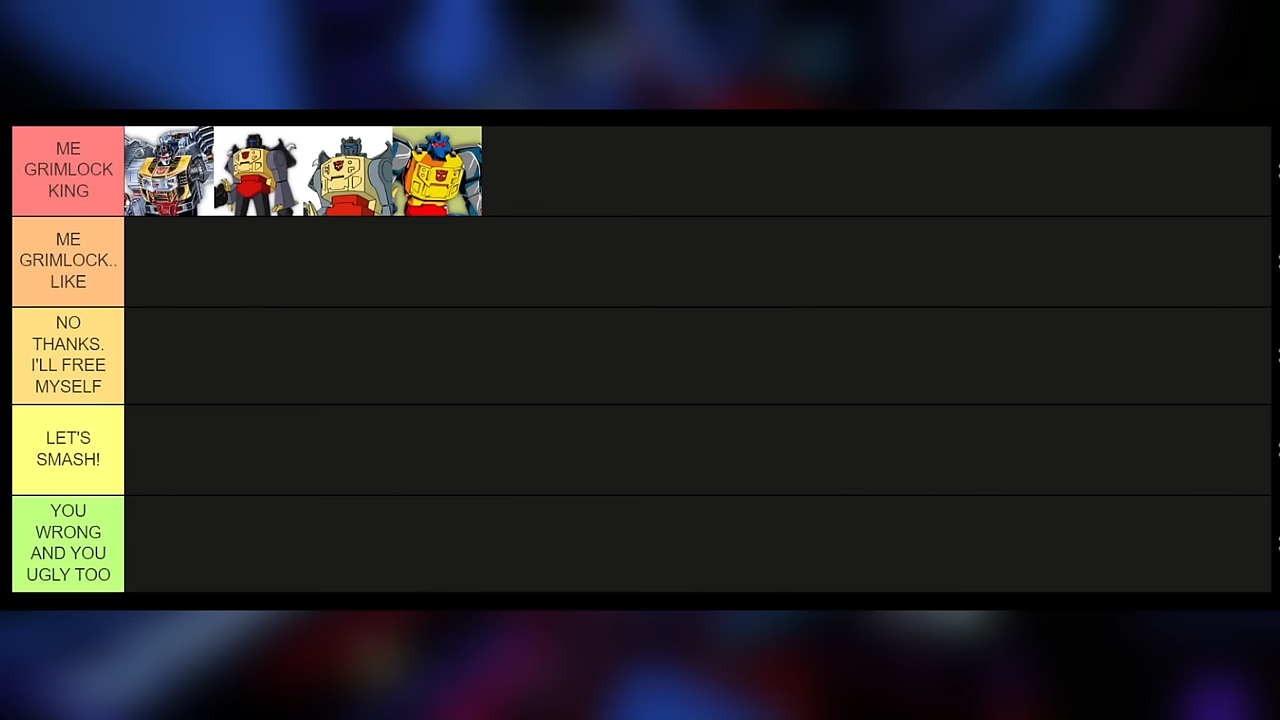 ME
GRIMLOCK
KING
ME
GRIMLOCK..
LIKE
NO
THANKS.
I'LL FREE
MYSELF
LET'S
SMASH!
YOU
WRONG
AND YOU
UGLY TOO